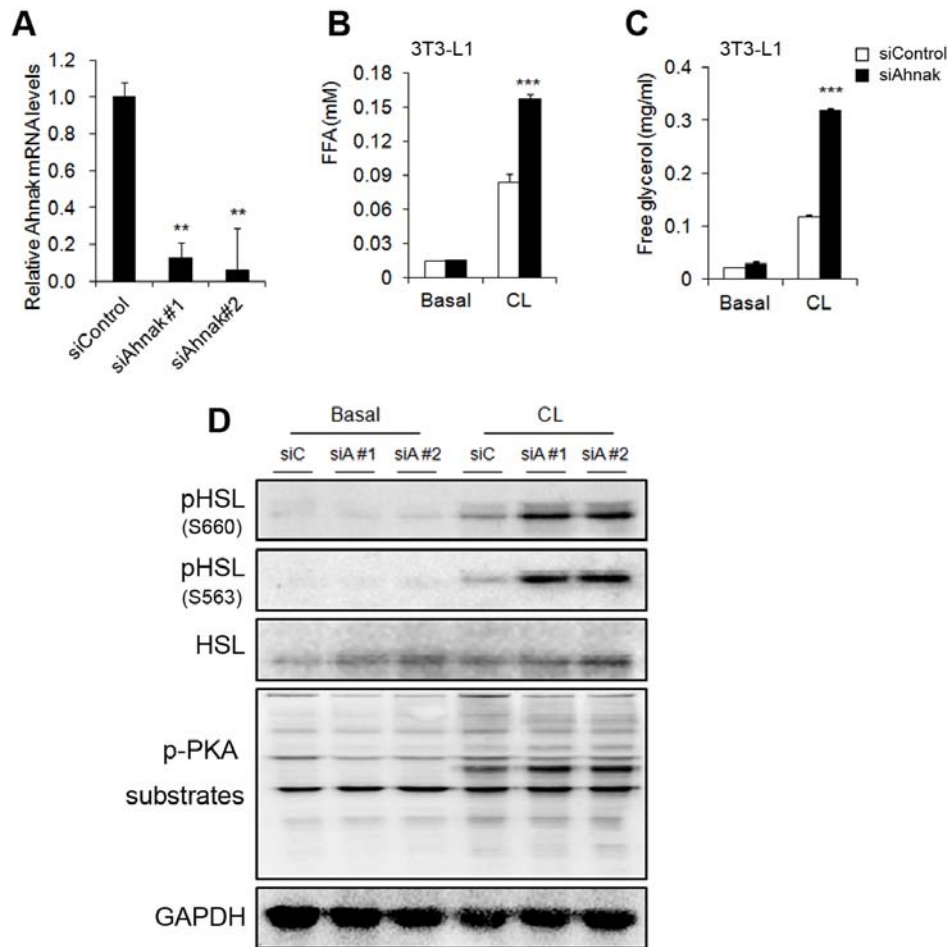 A
Relative Ahnak mRNA levels
1.2
1.0
0.8
0.6
0.4
0.2
0.0
**
**
siControl
siAhnak #1
siAhnak#2
B
3T3-L1
FFA (mM)
0.18
0.15
0.12
0.09
0.06
0.03
0
***
Basal
CL
C
3T3-L1
siControl
siAhnak
Free glycerol (mg/ml)
0.4
0.3
0.2
0.1
0
***
Basal
CL
D
Basal
CL
siC
siA #1
siA #2
siC
siA #1
siA #2
pHSL
(S660)
pHSL
(S563)
HSL
p-PKA
substrates
GAPDH